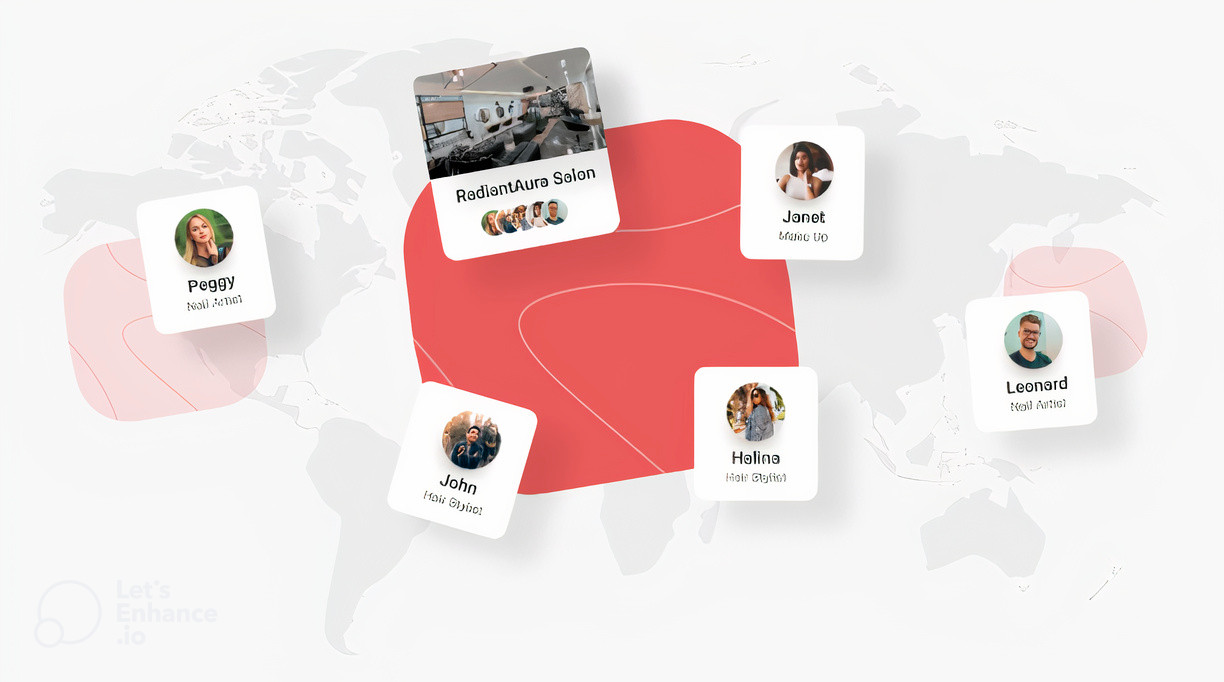 RadiantAura Salon
Janet
Make Up
Peggy
Nail Artist
Leonard
Nail Artist
John
Hair Stylist
Halina
Hair Stylist
Let's
Enhance
.io